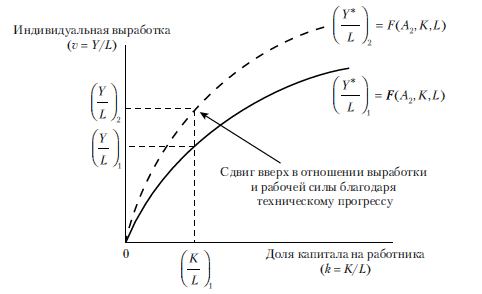 Индивидуальная выработка
(v = Y/L)
(Y*/L)₂ = F(A₂,K,L)
(Y*/L)₁ = F(A₂,K,L)
(Y/L)₂
(Y/L)₁
Сдвиг вверх в отношении выработки
и рабочей силы благодаря
техническому прогрессу
0
(K/L)₁
Доля капитала на работника
(k = K/L)